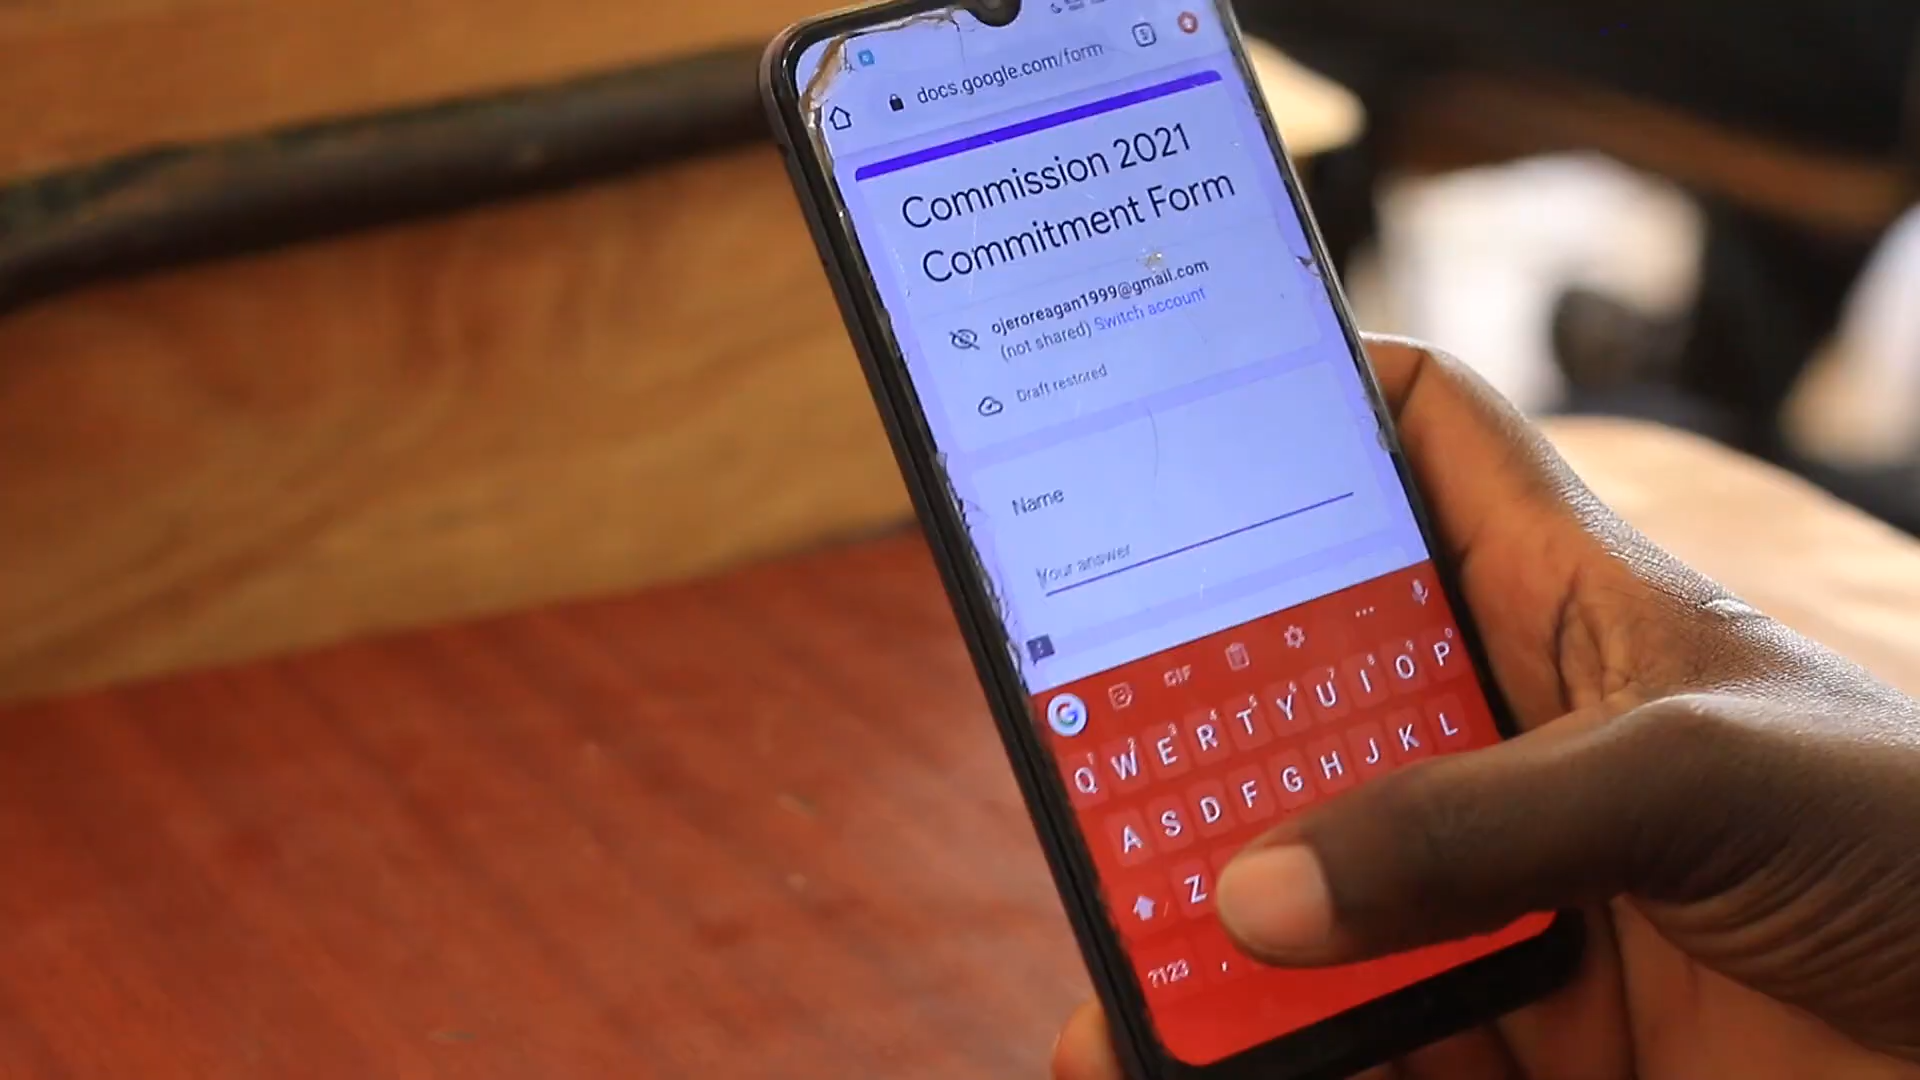 docs.google.com/form
Commission 2021
Commitment Form
ojeroreagan1999@gmail.com
(not shared) Switch account
Draft restored
Name
Your answer
GIF
Q W E R T Y U I O P
A S D F G H J K L
Z
?123 ,